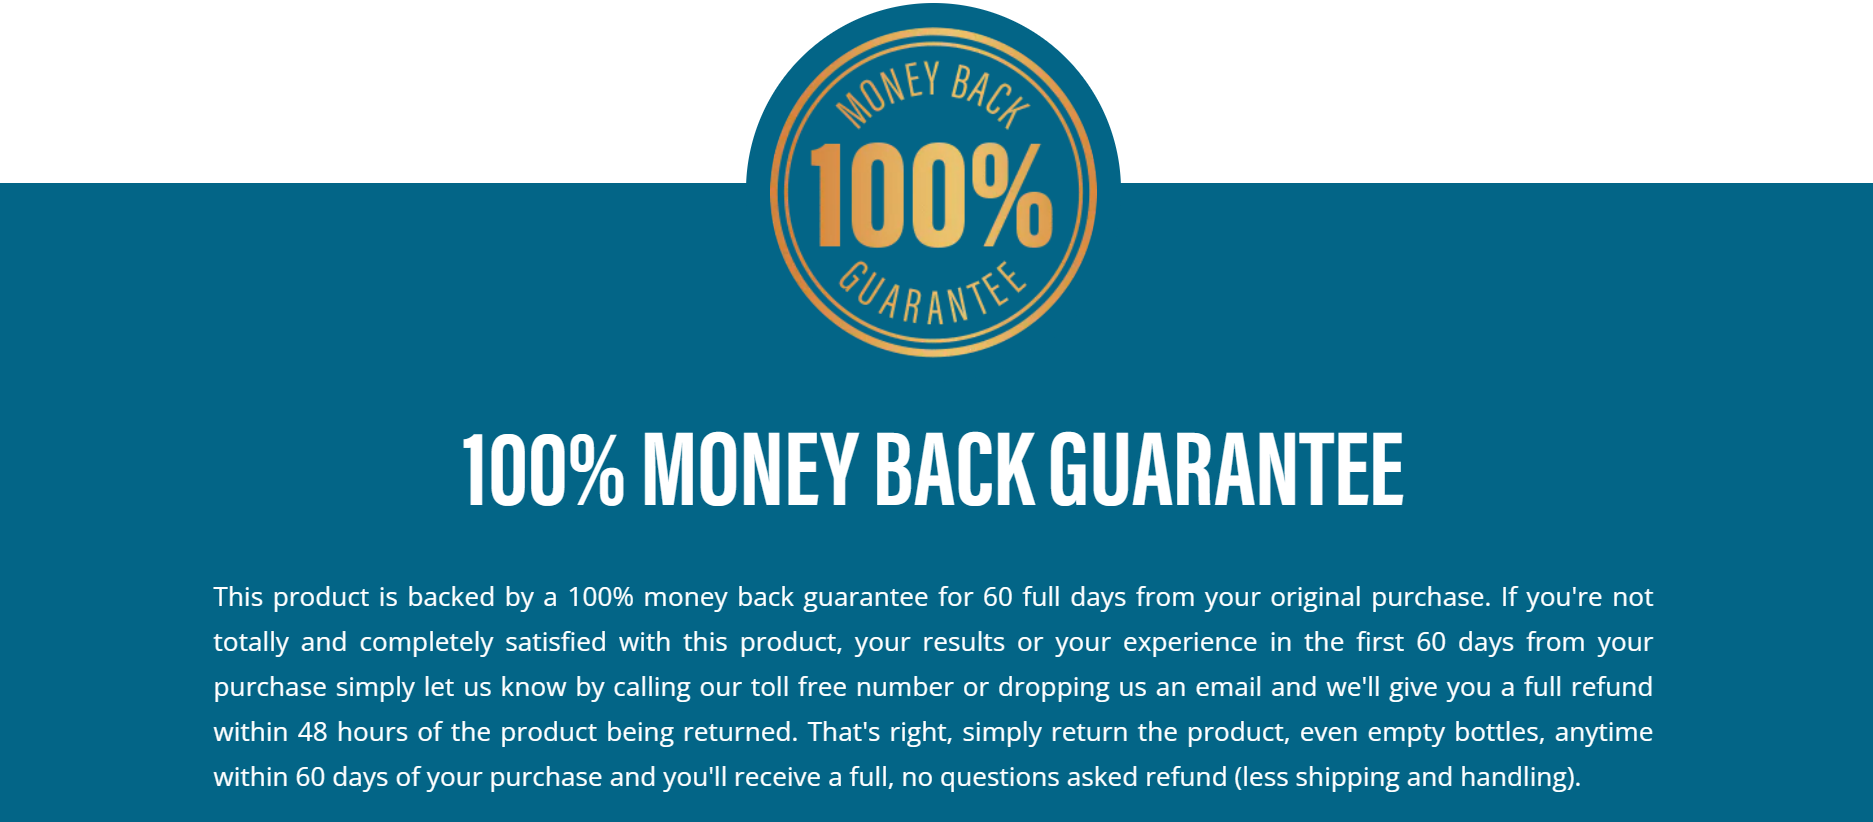 MONEY BACK
100%
GUARANTEE
100% MONEY BACK GUARANTEE
This product is backed by a 100% money back guarantee for 60 full days from your original purchase. If you're not
totally and completely satisfied with this product, your results or your experience in the first 60 days from your
purchase simply let us know by calling our toll free number or dropping us an email and we'll give you a full refund
within 48 hours of the product being returned. That's right, simply return the product, even empty bottles, anytime
within 60 days of your purchase and you'll receive a full, no questions asked refund (less shipping and handling).